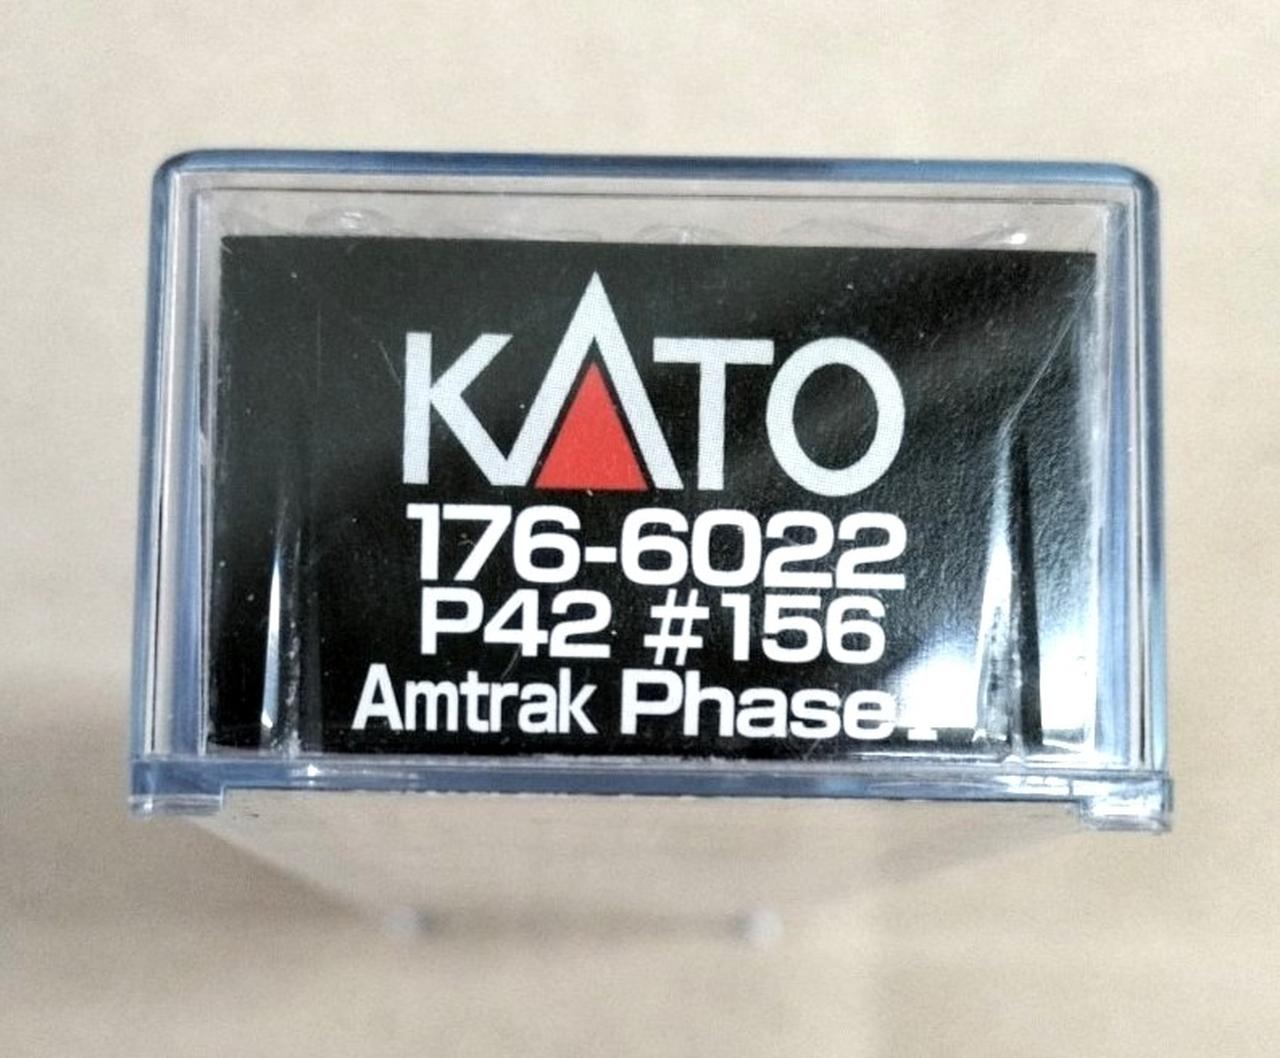 KATO
176-6022
P42 #156
Amtrak Phase